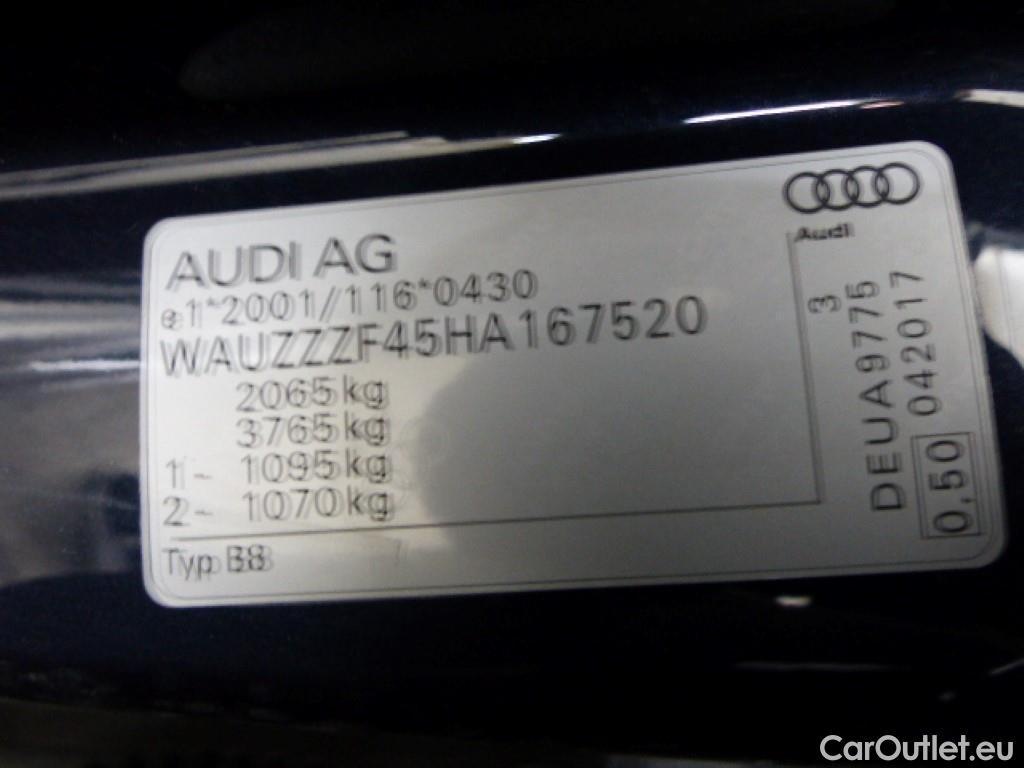 AUDI AG
e1*2001/116*0430
WAUZZZF45HA167520
2065 kg
3765 kg
1- 1095 kg
2- 1070 kg
Typ B8
Audi
3
DEUA9775
042017
0,50
CarOutlet.eu